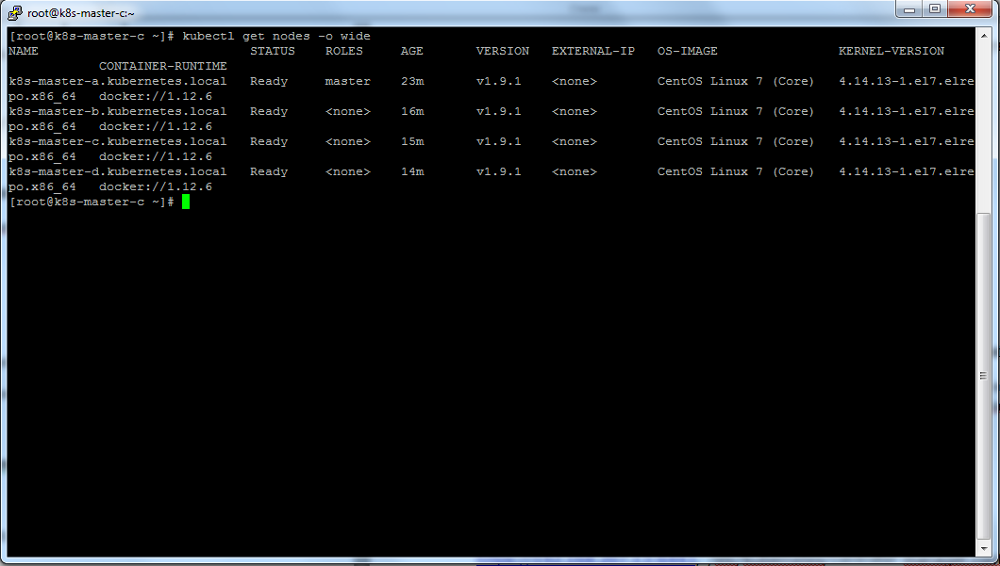 root@k8s-master-c:~
[root@k8s-master-c ~]# kubectl get nodes -o wide
NAME                            STATUS    ROLES     AGE       VERSION   EXTERNAL-IP   OS-IMAGE                KERNEL-VERSION
            CONTAINER-RUNTIME
k8s-master-a.kubernetes.local   Ready     master    23m       v1.9.1    <none>        CentOS Linux 7 (Core)   4.14.13-1.el7.elre
po.x86_64   docker://1.12.6
k8s-master-b.kubernetes.local   Ready     <none>    16m       v1.9.1    <none>        CentOS Linux 7 (Core)   4.14.13-1.el7.elre
po.x86_64   docker://1.12.6
k8s-master-c.kubernetes.local   Ready     <none>    15m       v1.9.1    <none>        CentOS Linux 7 (Core)   4.14.13-1.el7.elre
po.x86_64   docker://1.12.6
k8s-master-d.kubernetes.local   Ready     <none>    14m       v1.9.1    <none>        CentOS Linux 7 (Core)   4.14.13-1.el7.elre
po.x86_64   docker://1.12.6
[root@k8s-master-c ~]#